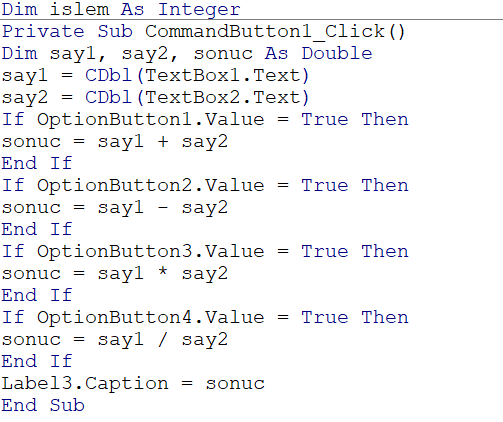 Dim islem As Integer
Private Sub CommandButton1_Click()
Dim say1, say2, sonuc As Double
say1 = CDbl(TextBox1.Text)
say2 = CDbl(TextBox2.Text)
If OptionButton1.Value = True Then
sonuc = say1 + say2
End If
If OptionButton2.Value = True Then
sonuc = say1 - say2
End If
If OptionButton3.Value = True Then
sonuc = say1 * say2
End If
If OptionButton4.Value = True Then
sonuc = say1 / say2
End If
Label3.Caption = sonuc
End Sub